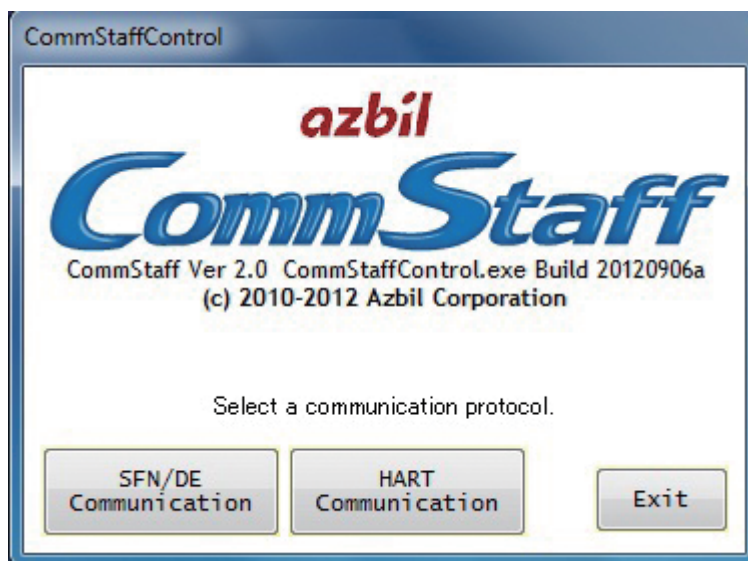 CommStaffControl
azbil
CommStaff
CommStaff Ver 2.0 CommStaffControl.exe Build 20120906a
(c) 2010-2012 Azbil Corporation
Select a communication protocol.
SFN/DE
Communication
HART
Communication
Exit